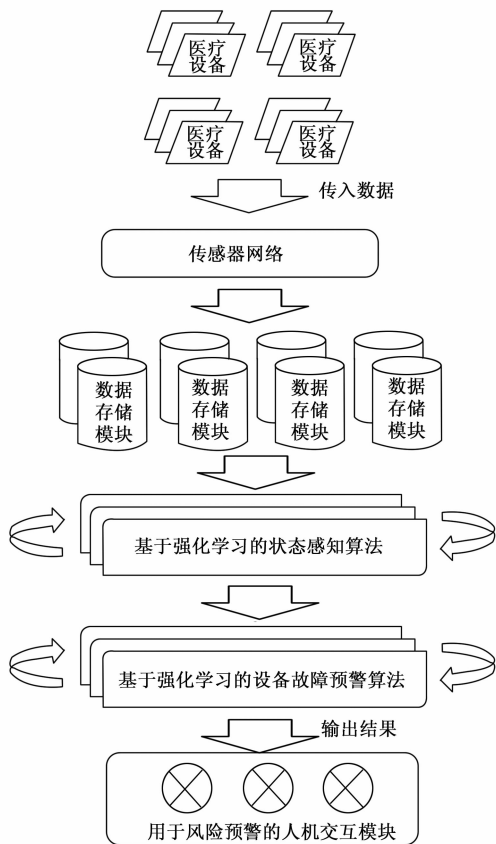 医疗
设备
医疗
设备
医疗
设备
医疗
设备
传入数据
传感器网络
数据
存储
模块
数据
存储
模块
数据
存储
模块
数据
存储
模块
基于强化学习的状态感知算法
基于强化学习的设备故障预警算法
输出结果
用于风险预警的人机交互模块